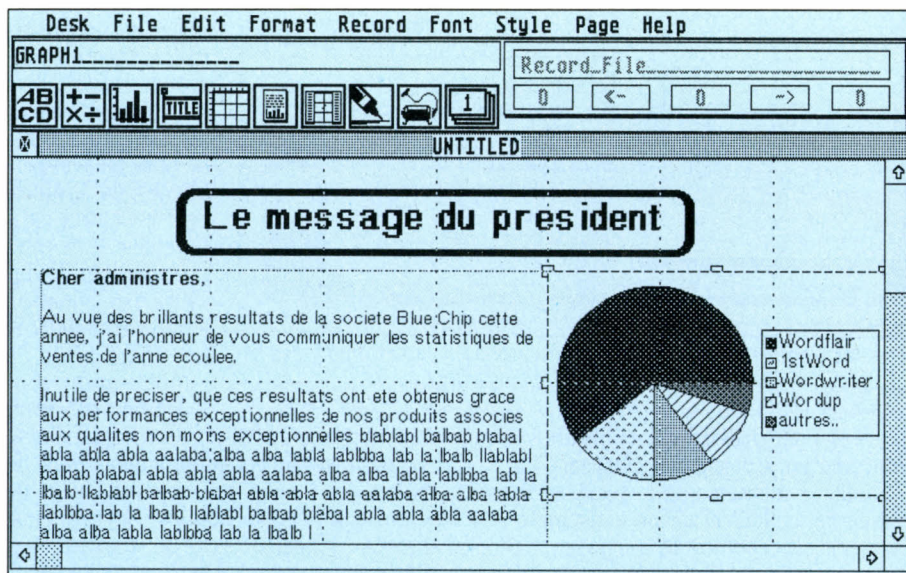 Desk File Edit Format Record Font Style Page Help
GRAPH1_______________
Record_File______________________
0 <- 0 -> 0
AB CD
+- ×÷
TITLE
1
UNTITLED
Le message du president
Cher administres,
Au vue des brillants resultats de la societe Blue Chip cette
annee, j'ai l'honneur de vous communiquer les statistiques de
ventes de l'anne ecoulee.
Inutile de preciser, que ces resultats ont ete obtenus grace
aux performances exceptionnelles de nos produits associes
aux qualites non moins exceptionnelles blablabl balbab blabal
abla abla abla aalaba alba alba labla lablbba lab la lbalb llablabl
balbab blabal abla abla abla aalaba alba alba labla lablbba lab la
lbalb llablabl balbab blabal abla abla abla aalaba alba alba labla
lablbba lab la lbalb llablabl balbab blabal abla abla abla aalaba
alba alba labla lablbba lab la lbalb l
Wordflair
1stWord
Wordwriter
Wordup
autres..